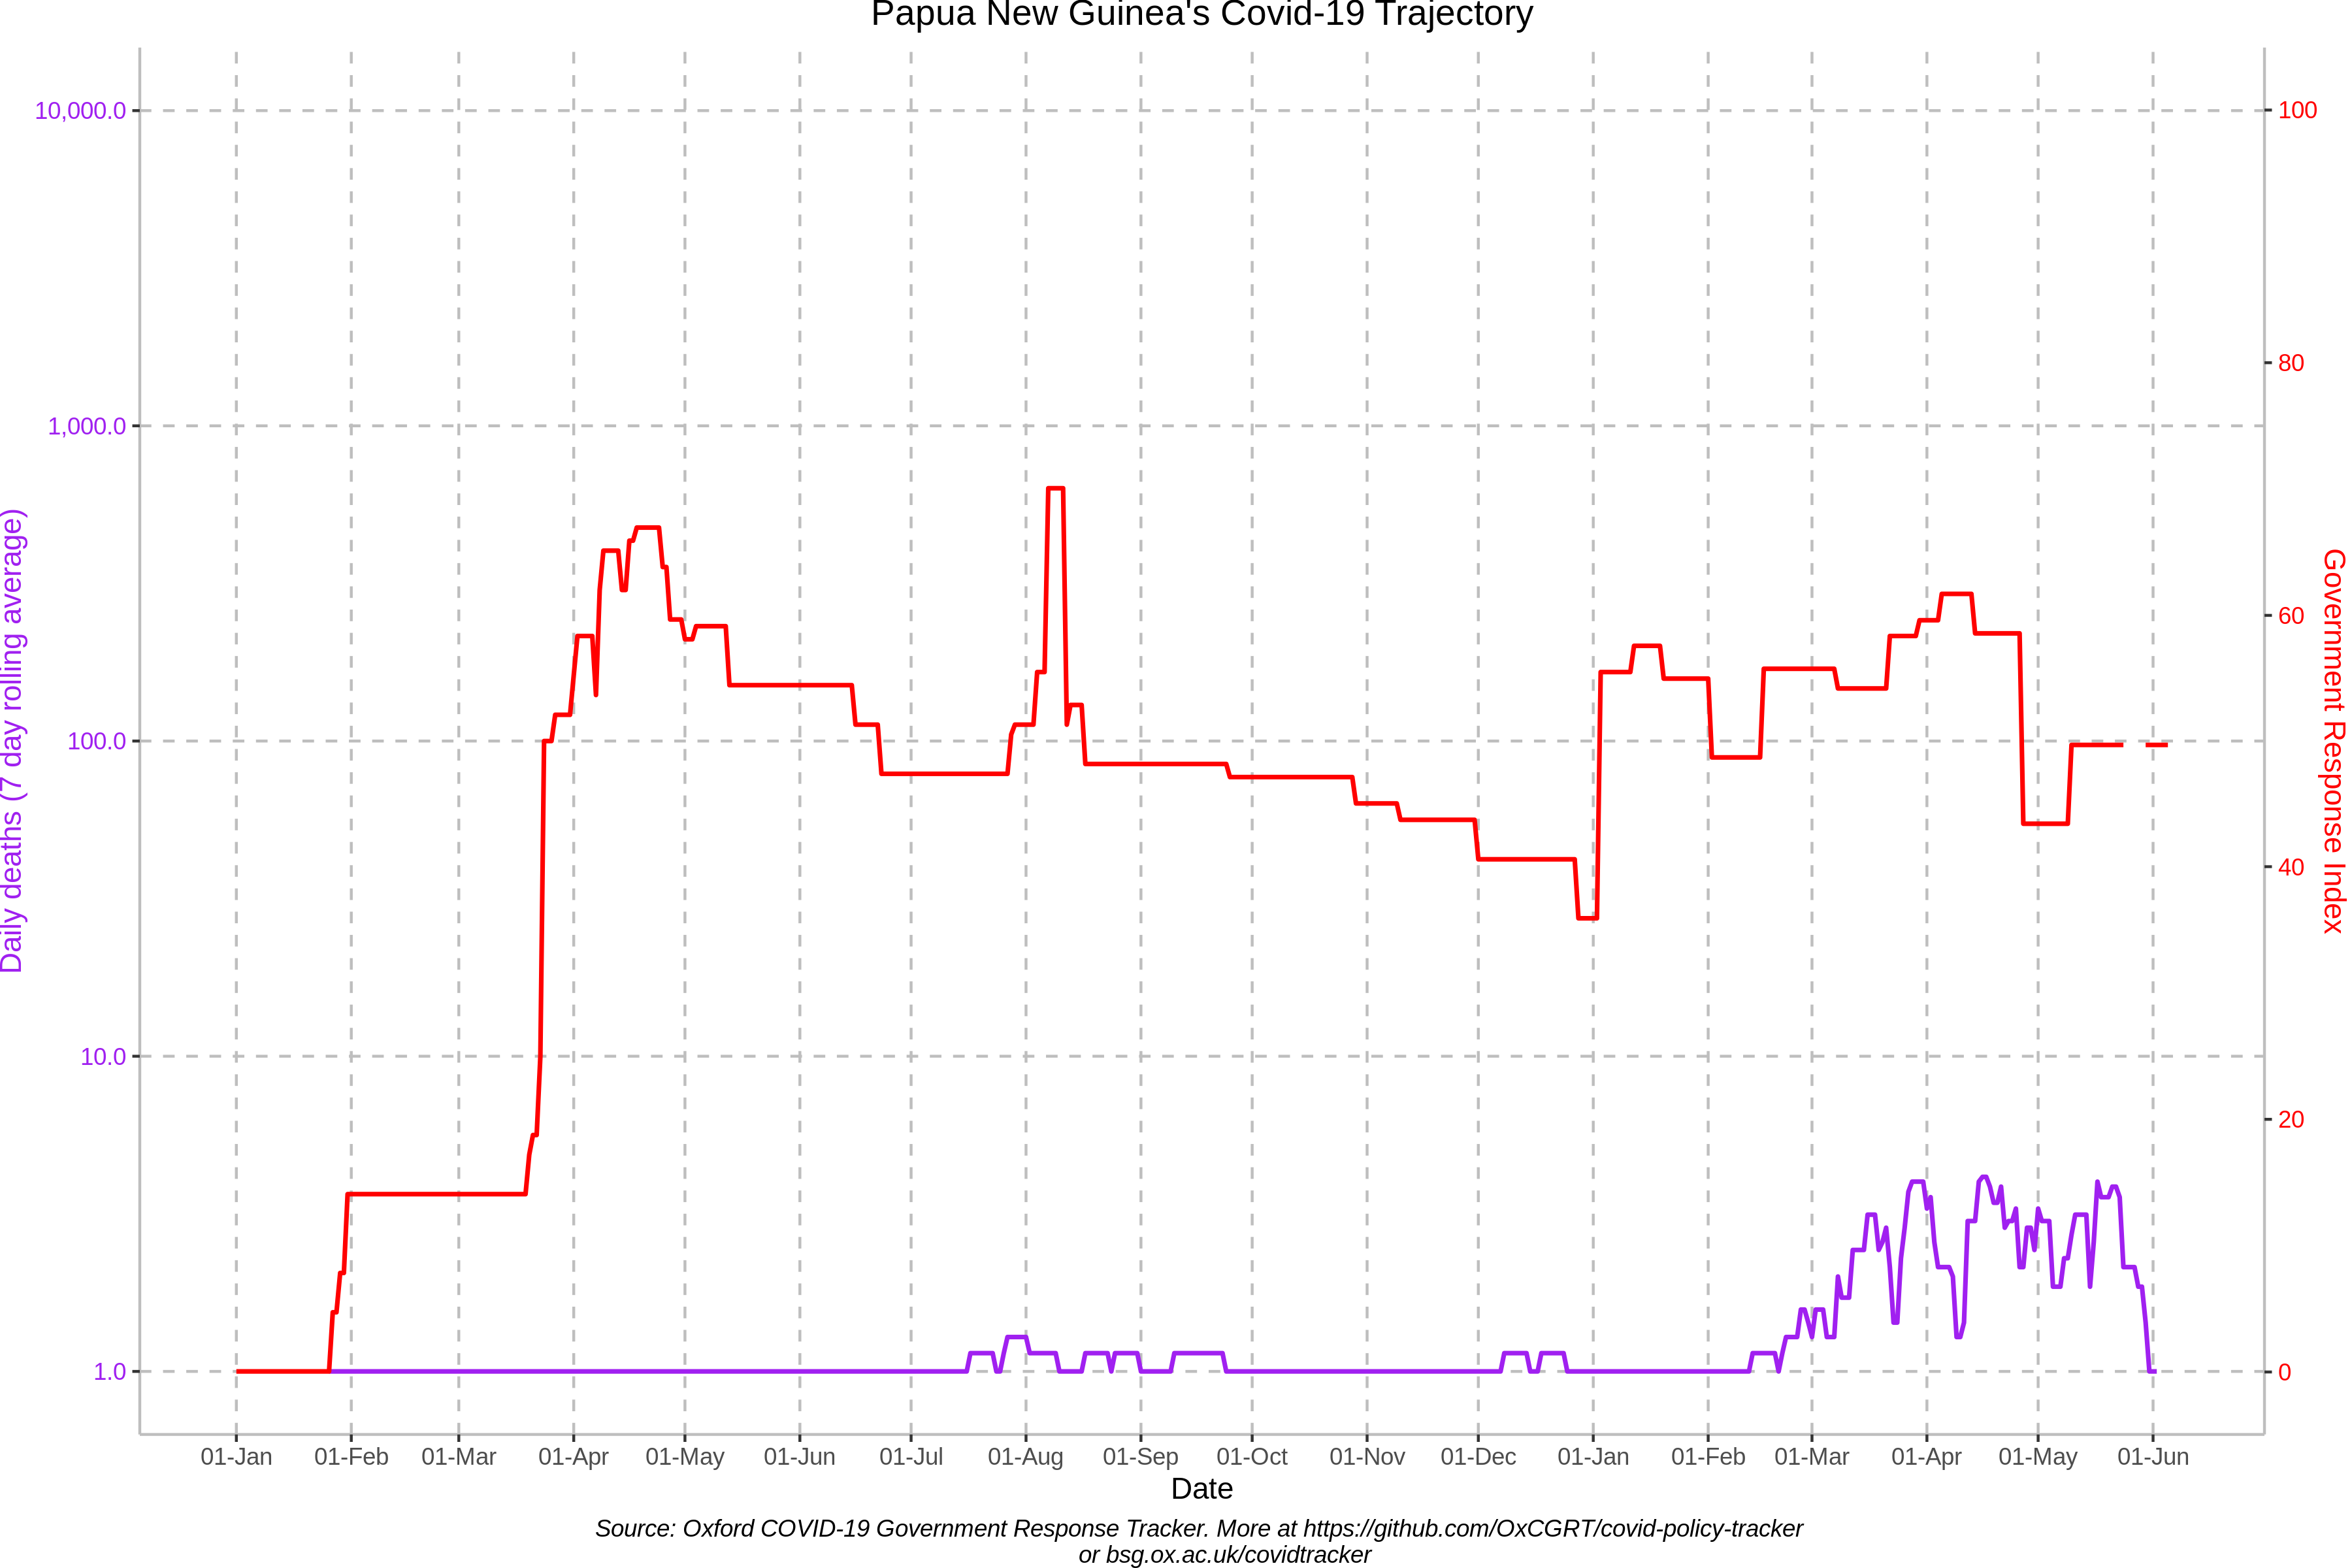 Papua New Guinea's Covid-19 Trajectory
10,000.0
1,000.0
100.0
10.0
1.0
Daily deaths (7 day rolling average)
100
80
60
40
20
0
Government Response Index
01-Jan 01-Feb 01-Mar 01-Apr 01-May 01-Jun 01-Jul 01-Aug 01-Sep 01-Oct 01-Nov 01-Dec 01-Jan 01-Feb 01-Mar 01-Apr 01-May 01-Jun
Date
Source: Oxford COVID-19 Government Response Tracker. More at https://github.com/OxCGRT/covid-policy-tracker
or bsg.ox.ac.uk/covidtracker